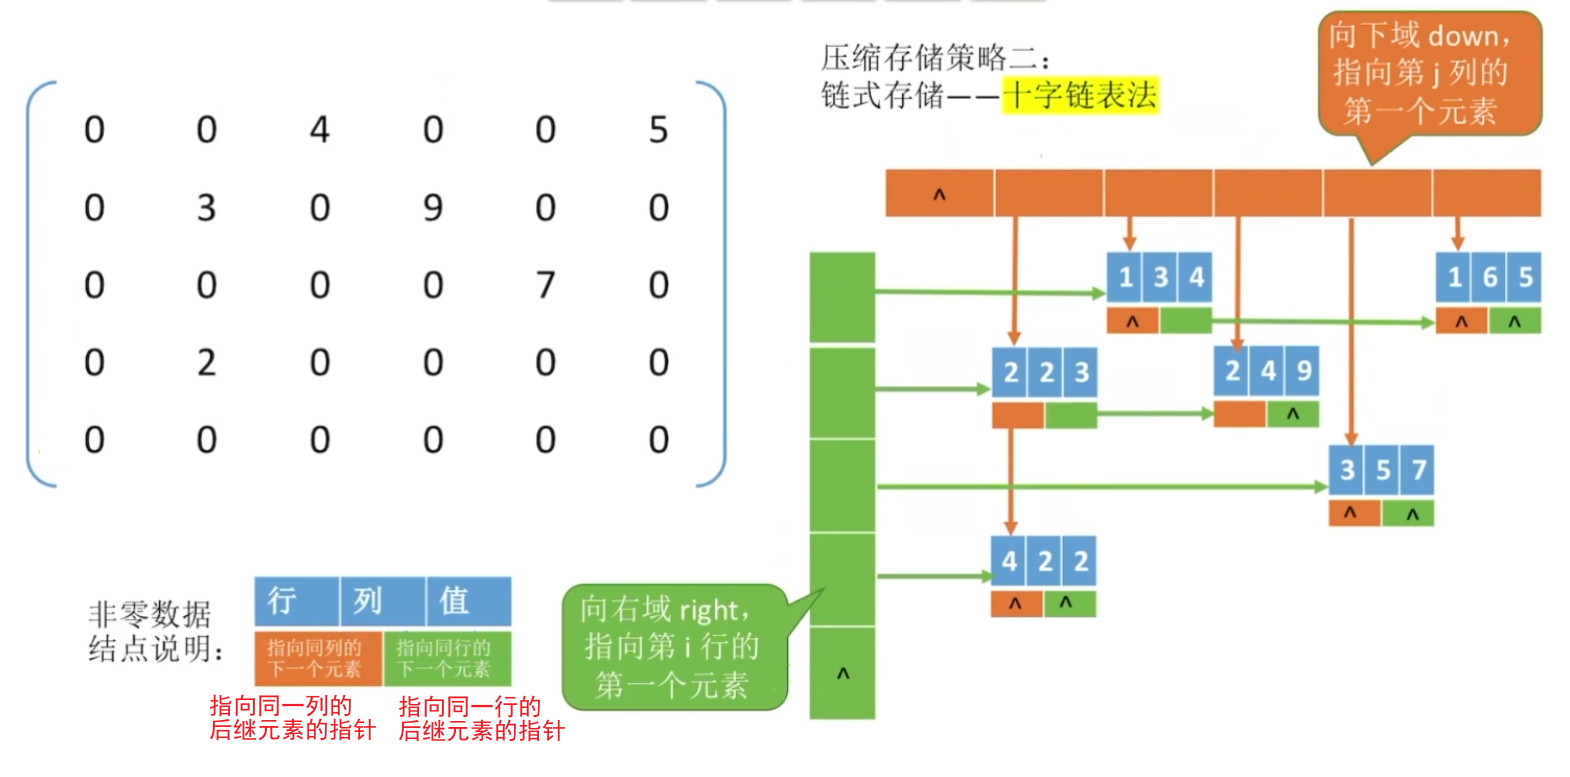 0 0 4 0 0 5
0 3 0 9 0 0
0 0 0 0 7 0
0 2 0 0 0 0
0 0 0 0 0 0
非零数据
结点说明：
行 列 值
指向同列的
下一个元素
指向同行的
下一个元素
指向同一列的
后继元素的指针
指向同一行的
后继元素的指针
压缩存储策略二：
链式存储——十字链表法
向下域 down，
指向第 j 列的
第一个元素
^
1 3 4
^
1 6 5
^ ^
2 2 3
2 4 9
^
3 5 7
^ ^
4 2 2
^ ^
^
向右域 right，
指向第 i 行的
第一个元素